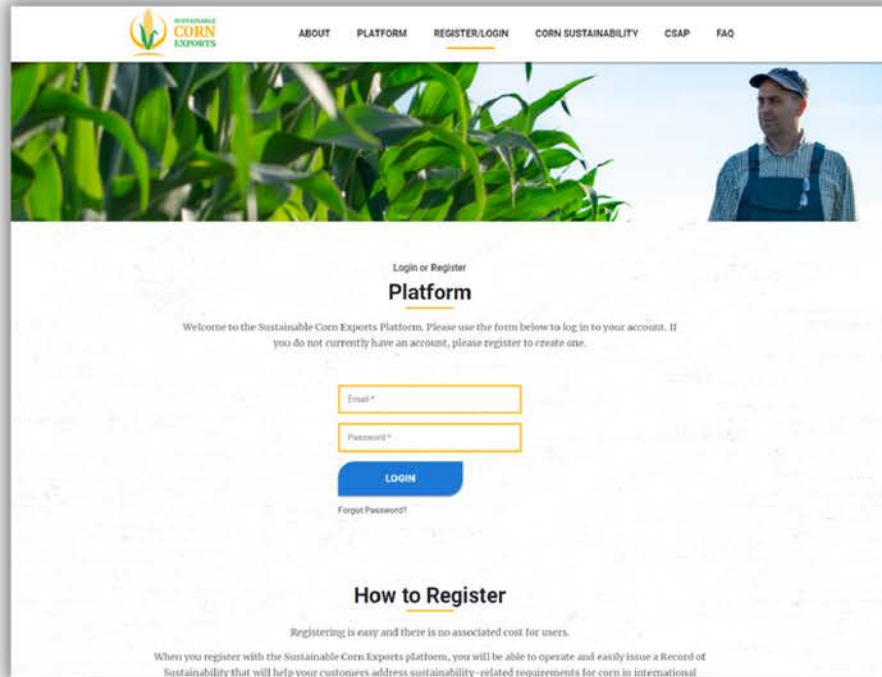 SUSTAINABLE
CORN
EXPORTS
ABOUT PLATFORM REGISTER/LOGIN CORN SUSTAINABILITY CSAP FAQ
Login or Register
Platform
Welcome to the Sustainable Corn Exports Platform. Please use the form below to log in to your account. If
you do not currently have an account, please register to create one.
Email *
Password *
LOGIN
Forgot Password?
How to Register
Registering is easy and there is no associated cost for users.
When you register with the Sustainable Corn Exports platform, you will be able to operate and easily issue a Record of
Sustainability that will help your customers address sustainability-related requirements for corn in international